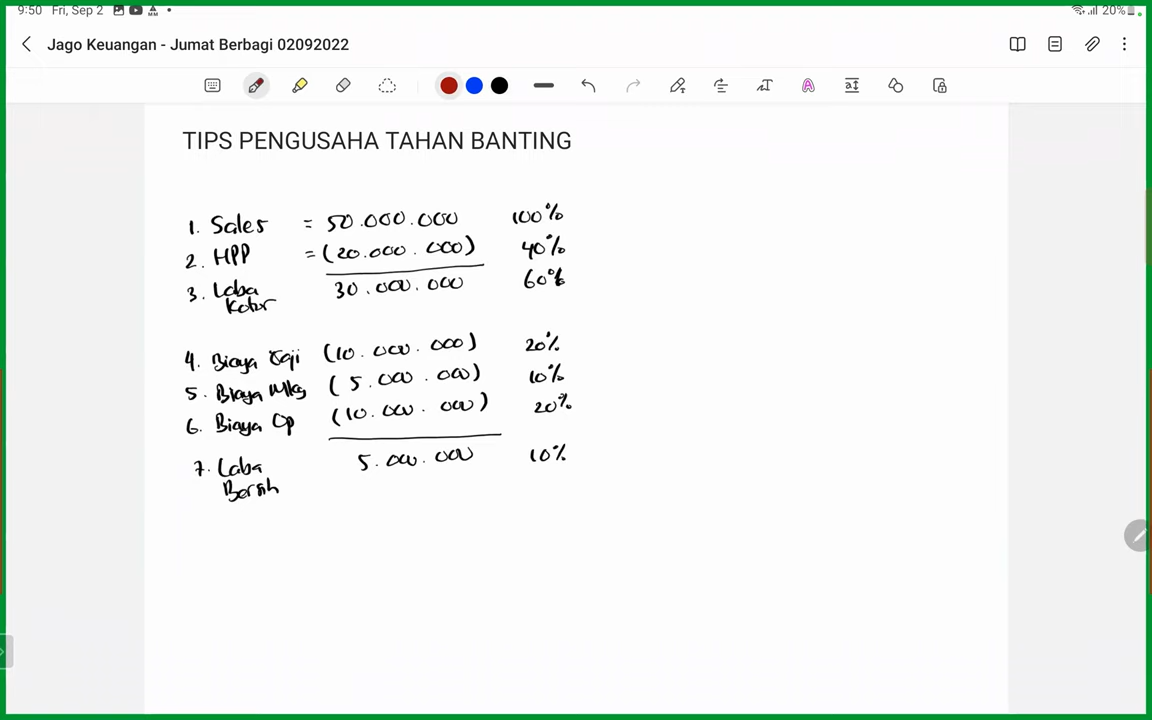 9:50 Fri, Sep 2
20%
Jago Keuangan - Jumat Berbagi 02092022
TIPS PENGUSAHA TAHAN BANTING
1. Sales = 50.000.000 100%
2. HPP = (20.000.000) 40%
3. Laba Kotor 30.000.000 60%
4. Biaya Gaji (10.000.000) 20%
5. Biaya Mkg (5.000.000) 10%
6. Biaya Op (10.000.000) 20%
7. Laba Bersih 5.000.000 10%